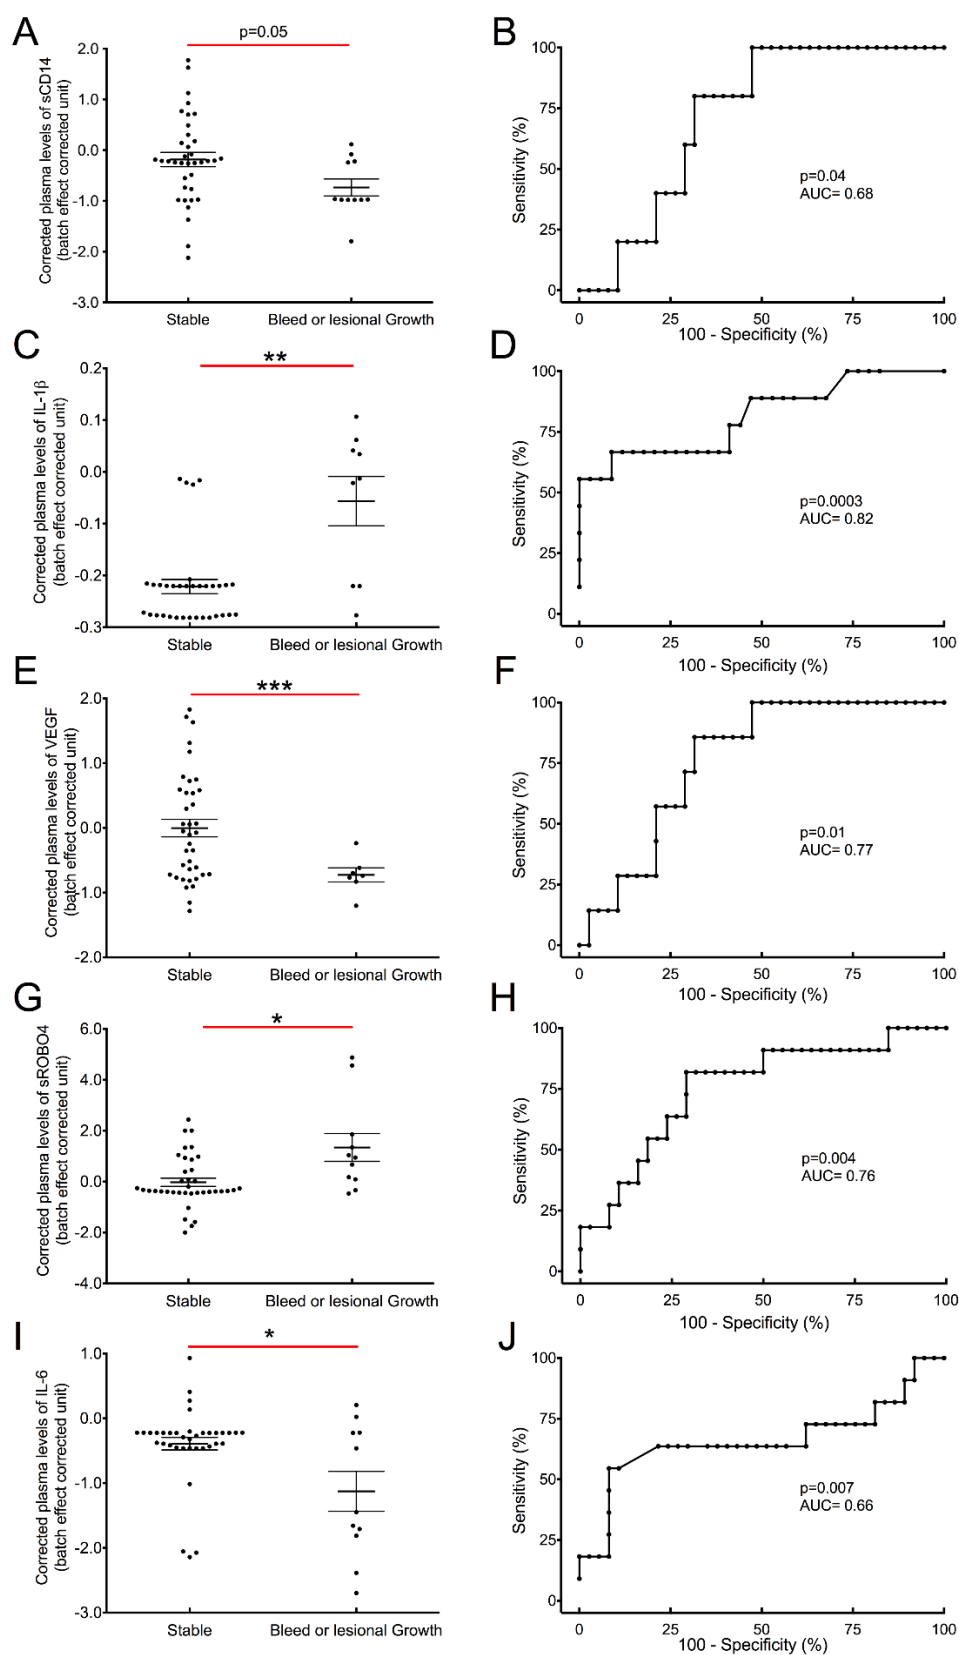 A
p=0.05
Corrected plasma levels of sCD14
(batch effect corrected unit)
2.0
1.0
0.0
-1.0
-2.0
-3.0
Stable
Bleed or lesional Growth
B
Sensitivity (%)
100
75
50
25
0
p=0.04
AUC= 0.68
0 25 50 75 100
100 - Specificity (%)
C
**
Corrected plasma levels of IL-1β
(batch effect corrected unit)
0.2
0.1
0.0
-0.1
-0.2
-0.3
Stable
Bleed or lesional Growth
D
Sensitivity (%)
100
75
50
25
0
p=0.0003
AUC= 0.82
0 25 50 75 100
100 - Specificity (%)
E
***
Corrected plasma levels of VEGF
(batch effect corrected unit)
2.0
1.0
0.0
-1.0
-2.0
Stable
Bleed or lesional Growth
F
Sensitivity (%)
100
75
50
25
0
p=0.01
AUC= 0.77
0 25 50 75 100
100 - Specificity (%)
G
*
Corrected plasma levels of sROBO4
(batch effect corrected unit)
6.0
4.0
2.0
0.0
-2.0
-4.0
Stable
Bleed or lesional Growth
H
Sensitivity (%)
100
75
50
25
0
p=0.004
AUC= 0.76
0 25 50 75 100
100 - Specificity (%)
I
*
Corrected plasma levels of IL-6
(batch effect corrected unit)
1.0
0.0
-1.0
-2.0
-3.0
Stable
Bleed or lesional Growth
J
Sensitivity (%)
100
75
50
25
0
p=0.007
AUC= 0.66
0 25 50 75 100
100 - Specificity (%)